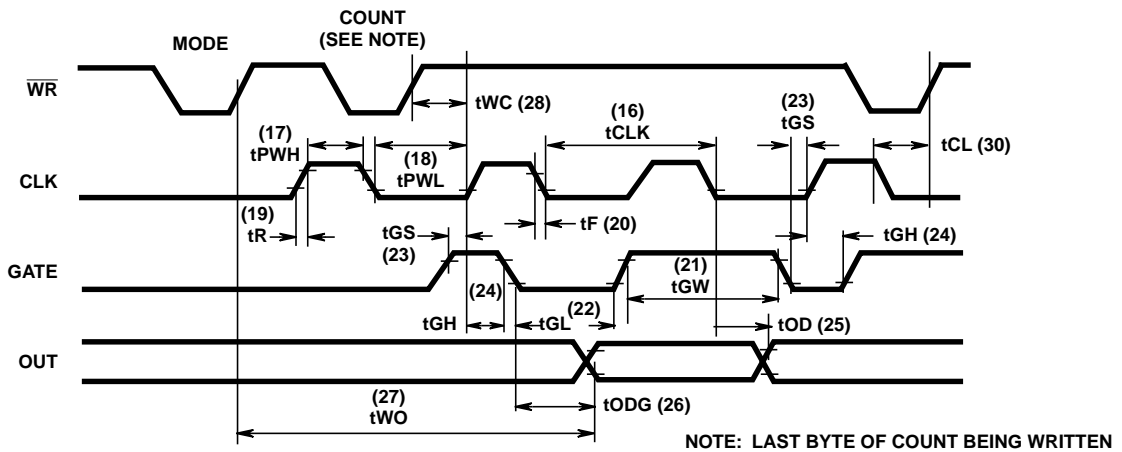 COUNT
(SEE NOTE)
MODE
WR
tWC (28)
(16)
tCLK
(23)
tGS
tCL (30)
(17)
tPWH
(18)
tPWL
CLK
(19)
tR
tGS
(23)
tF (20)
tGH (24)
GATE
(24)
tGH
(22)
tGL
(21)
tGW
tOD (25)
OUT
(27)
tWO
tODG (26)
NOTE: LAST BYTE OF COUNT BEING WRITTEN